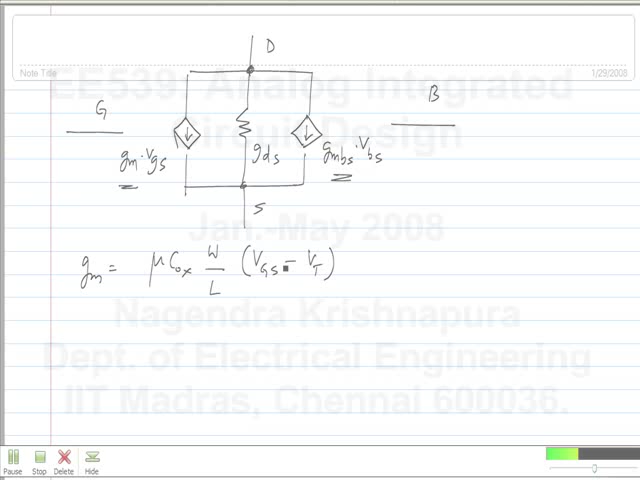 D
Note Title
1/29/2008
EE539: Analog Integrated
Circuit Design
G
B
gm·Vgs
gds
gmbs·Vbs
S
Jan.-May 2008
gm = μCox W/L (VGS - VT)
Nagendra Krishnapura
Dept. of Electrical Engineering
IIT Madras, Chennai 600036.
Pause Stop Delete Hide